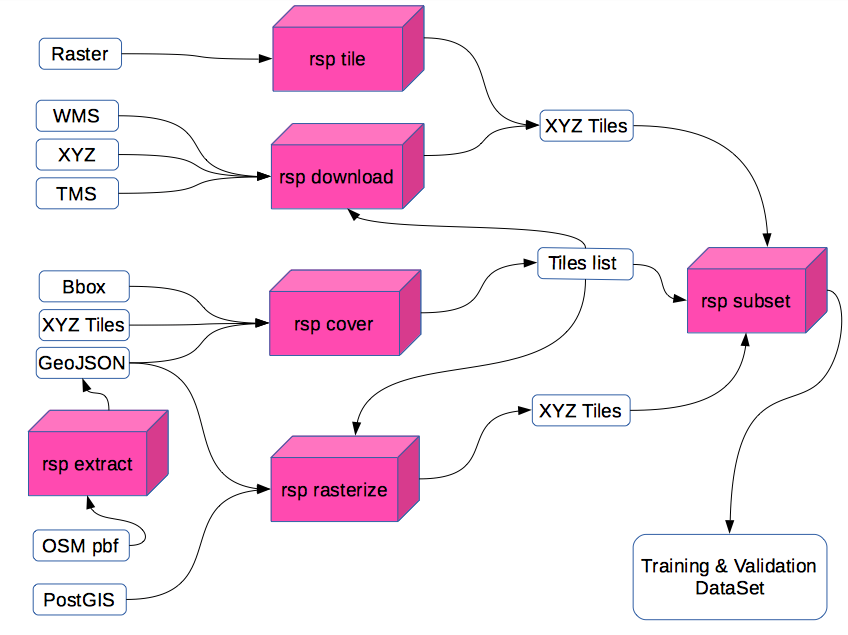 Raster
rsp tile
WMS
XYZ
TMS
rsp download
XYZ Tiles
Bbox
XYZ Tiles
GeoJSON
rsp cover
Tiles list
rsp subset
rsp extract
OSM pbf
PostGIS
rsp rasterize
XYZ Tiles
Training & Validation
DataSet